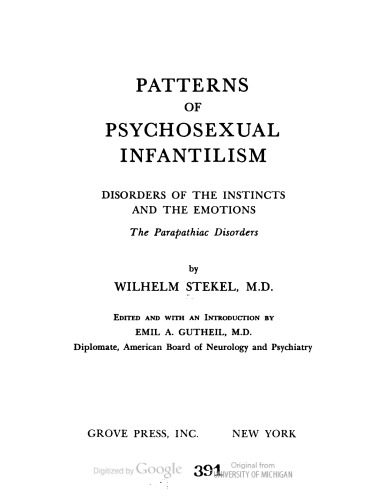 PATTERNS
OF
PSYCHOSEXUAL
INFANTILISM
DISORDERS OF THE INSTINCTS
AND THE EMOTIONS
The Parapathiac Disorders
by
WILHELM STEKEL, M.D.
EDITED AND WITH AN INTRODUCTION BY
EMIL A. GUTHEIL, M.D.
Diplomate, American Board of Neurology and Psychiatry
GROVE PRESS, INC. NEW YORK
Digitized by Google 391 Original from
UNIVERSITY OF MICHIGAN